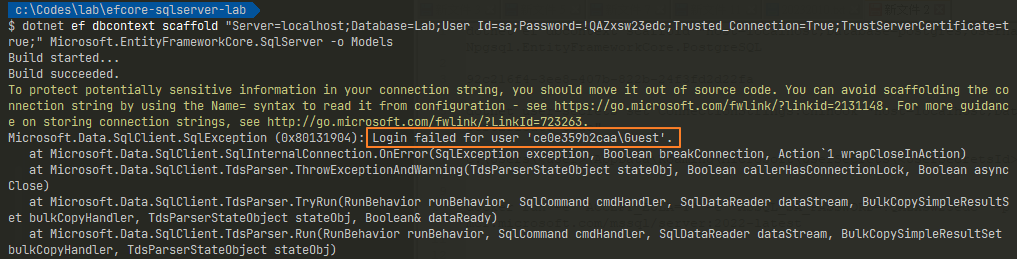 c:\Codes\lab\efcore-sqlserver-lab
$ dotnet ef dbcontext scaffold "Server=localhost;Database=Lab;User Id=sa;Password=!QAZxsw23edc;Trusted_Connection=True;TrustServerCertificate=t
rue;" Microsoft.EntityFrameworkCore.SqlServer -o Models
Build started...
Build succeeded.
To protect potentially sensitive information in your connection string, you should move it out of source code. You can avoid scaffolding the co
nnection string by using the Name= syntax to read it from configuration - see https://go.microsoft.com/fwlink/?linkid=2131148. For more guidanc
e on storing connection strings, see http://go.microsoft.com/fwlink/?LinkId=723263.
Microsoft.Data.SqlClient.SqlException (0x80131904): Login failed for user 'ce0e359b2caa\Guest'.
   at Microsoft.Data.SqlClient.SqlInternalConnection.OnError(SqlException exception, Boolean breakConnection, Action`1 wrapCloseInAction)
   at Microsoft.Data.SqlClient.TdsParser.ThrowExceptionAndWarning(TdsParserStateObject stateObj, Boolean callerHasConnectionLock, Boolean async
Close)
   at Microsoft.Data.SqlClient.TdsParser.TryRun(RunBehavior runBehavior, SqlCommand cmdHandler, SqlDataReader dataStream, BulkCopySimpleResultS
et bulkCopyHandler, TdsParserStateObject stateObj, Boolean& dataReady)
   at Microsoft.Data.SqlClient.TdsParser.Run(RunBehavior runBehavior, SqlCommand cmdHandler, SqlDataReader dataStream, BulkCopySimpleResultSet
bulkCopyHandler, TdsParserStateObject stateObj)